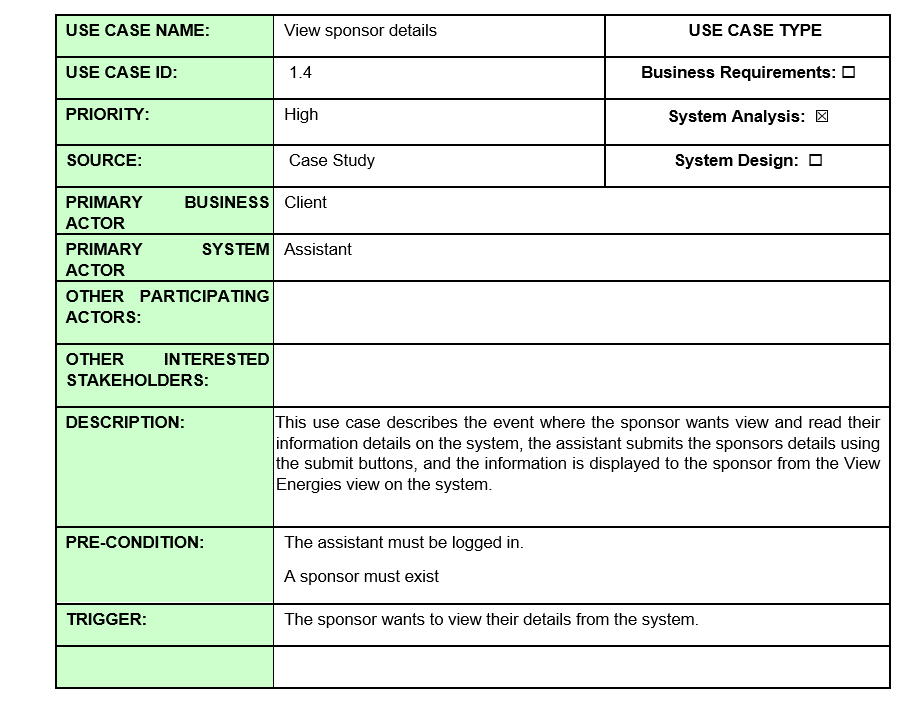 USE CASE NAME: View sponsor details USE CASE TYPE
USE CASE ID: 1.4 Business Requirements: ☐
PRIORITY: High System Analysis: ☒
SOURCE: Case Study System Design: ☐
PRIMARY BUSINESS ACTOR Client
PRIMARY SYSTEM ACTOR Assistant
OTHER PARTICIPATING ACTORS:
OTHER INTERESTED STAKEHOLDERS:
DESCRIPTION: This use case describes the event where the sponsor wants view and read their
information details on the system, the assistant submits the sponsors details using
the submit buttons, and the information is displayed to the sponsor from the View
Energies view on the system.
PRE-CONDITION: The assistant must be logged in.
A sponsor must exist
TRIGGER: The sponsor wants to view their details from the system.